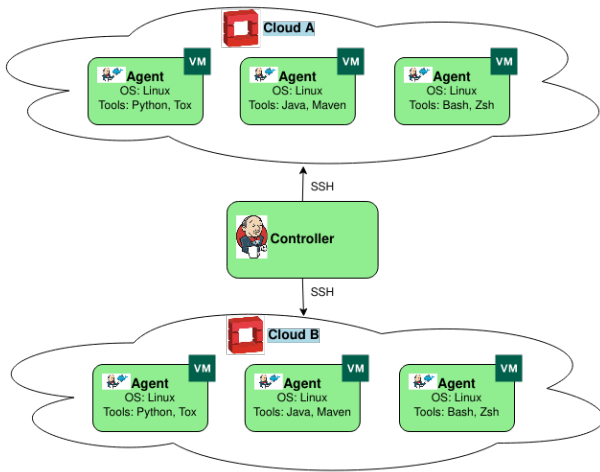 Cloud A
VM
VM
VM
Agent
OS: Linux
Tools: Python, Tox
Agent
OS: Linux
Tools: Java, Maven
Agent
OS: Linux
Tools: Bash, Zsh
SSH
Controller
SSH
Cloud B
VM
VM
VM
Agent
OS: Linux
Tools: Python, Tox
Agent
OS: Linux
Tools: Java, Maven
Agent
OS: Linux
Tools: Bash, Zsh